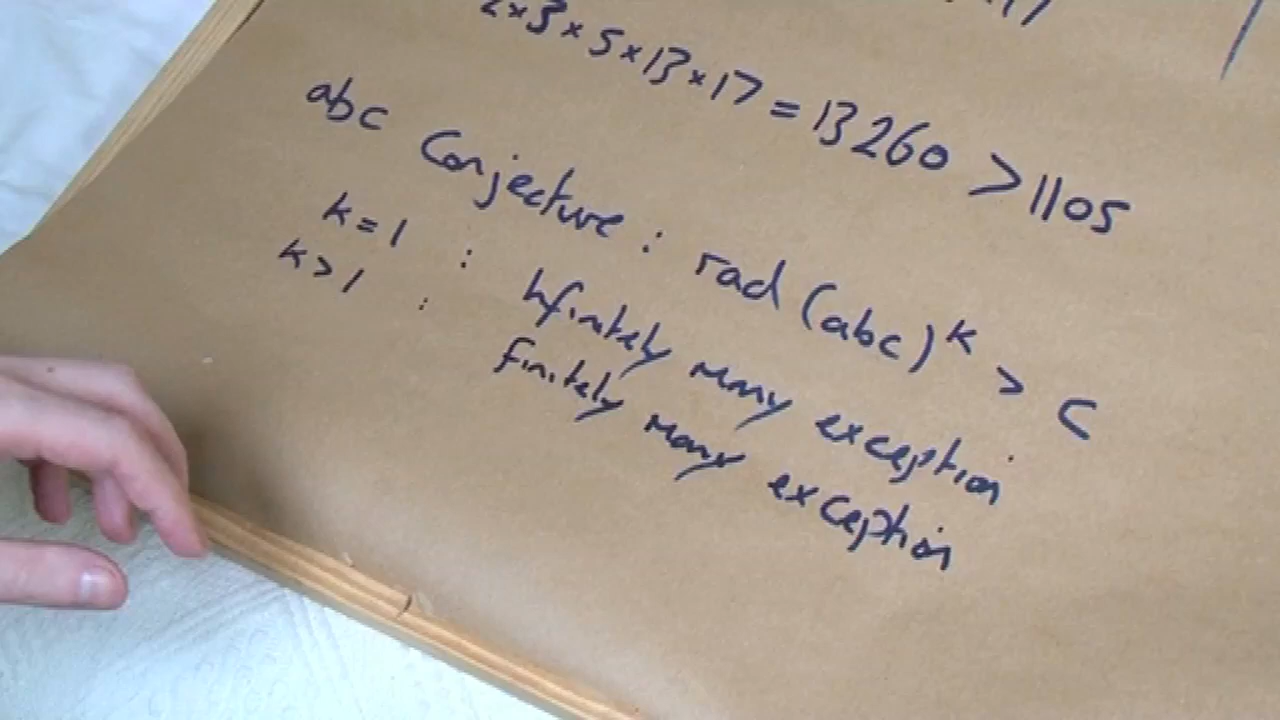 2×3×5×13×17 = 13260 > 1105
abc Conjecture : rad (abc)^k > C
k = 1 : Infinitely many exception
k > 1 : finitely many exception